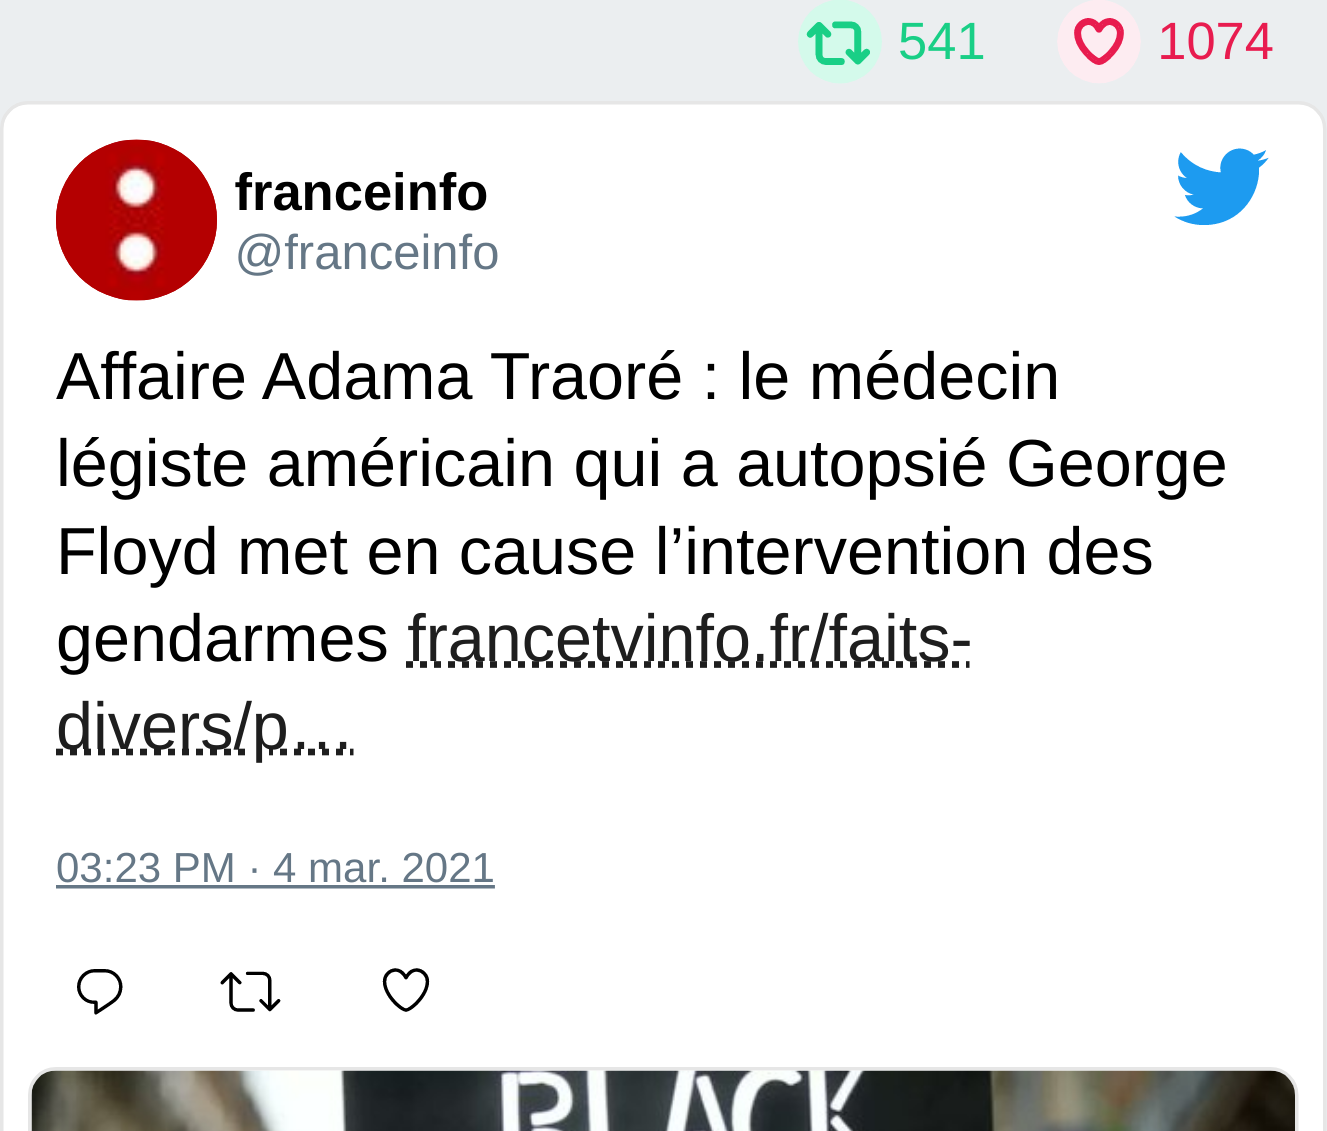 541 1074
franceinfo
@franceinfo
Affaire Adama Traoré : le médecin
légiste américain qui a autopsié George
Floyd met en cause l’intervention des
gendarmes francetvinfo.fr/faits-
divers/p…
03:23 PM · 4 mar. 2021
BLACK